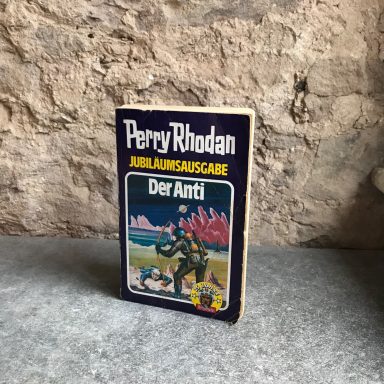 Perry Rhodan
JUBILÄUMSAUSGABE
Der Anti